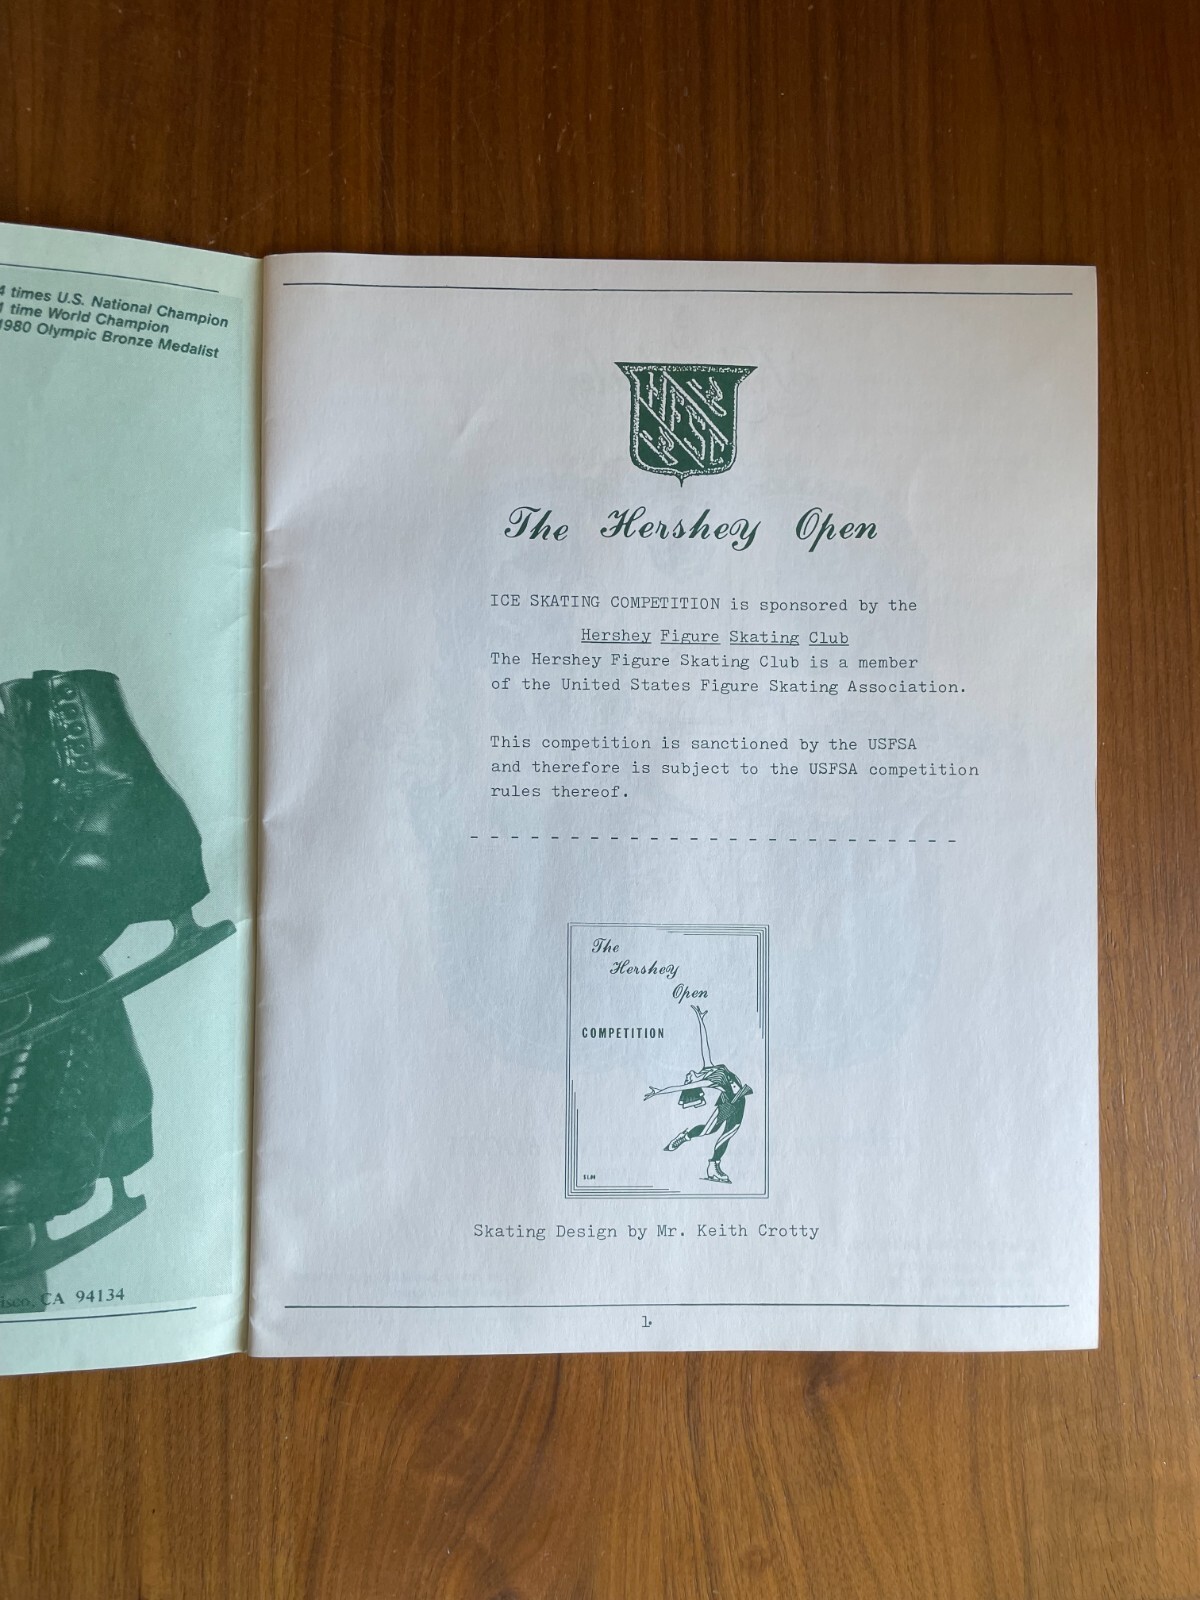 4 times U.S. National Champion
1 time World Champion
1980 Olympic Bronze Medalist
CA 94134
HFSC
The Hershey Open
ICE SKATING COMPETITION is sponsored by the
Hershey Figure Skating Club
The Hershey Figure Skating Club is a member
of the United States Figure Skating Association.
This competition is sanctioned by the USFSA
and therefore is subject to the USFSA competition
rules thereof.
- - - - - - - - - - - - - - - - - - - - - - - - -
The
Hershey
Open
COMPETITION
$1.00
Skating Design by Mr. Keith Crotty
1.